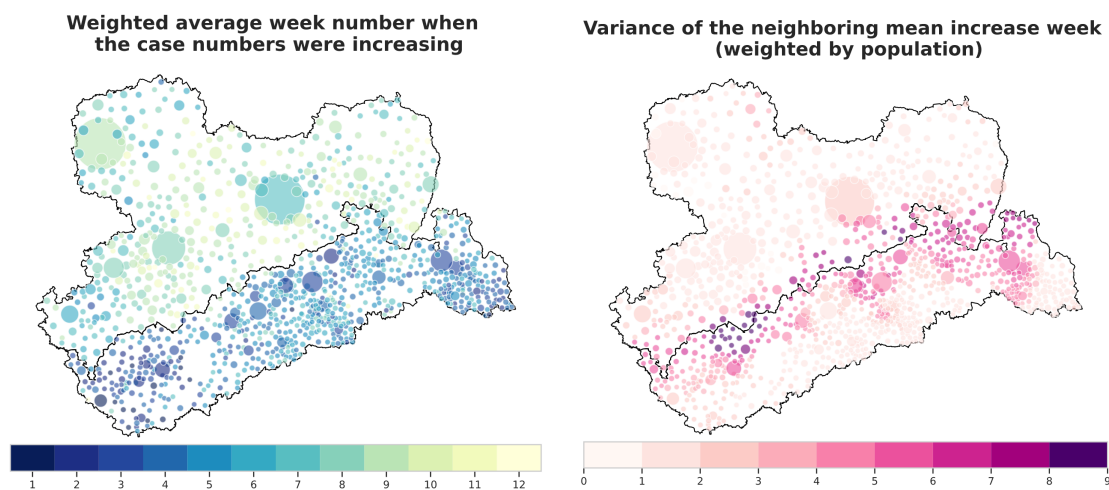 Weighted average week number when
the case numbers were increasing
Variance of the neighboring mean increase week
(weighted by population)
1 2 3 4 5 6 7 8 9 10 11 12
0 1 2 3 4 5 6 7 8 9